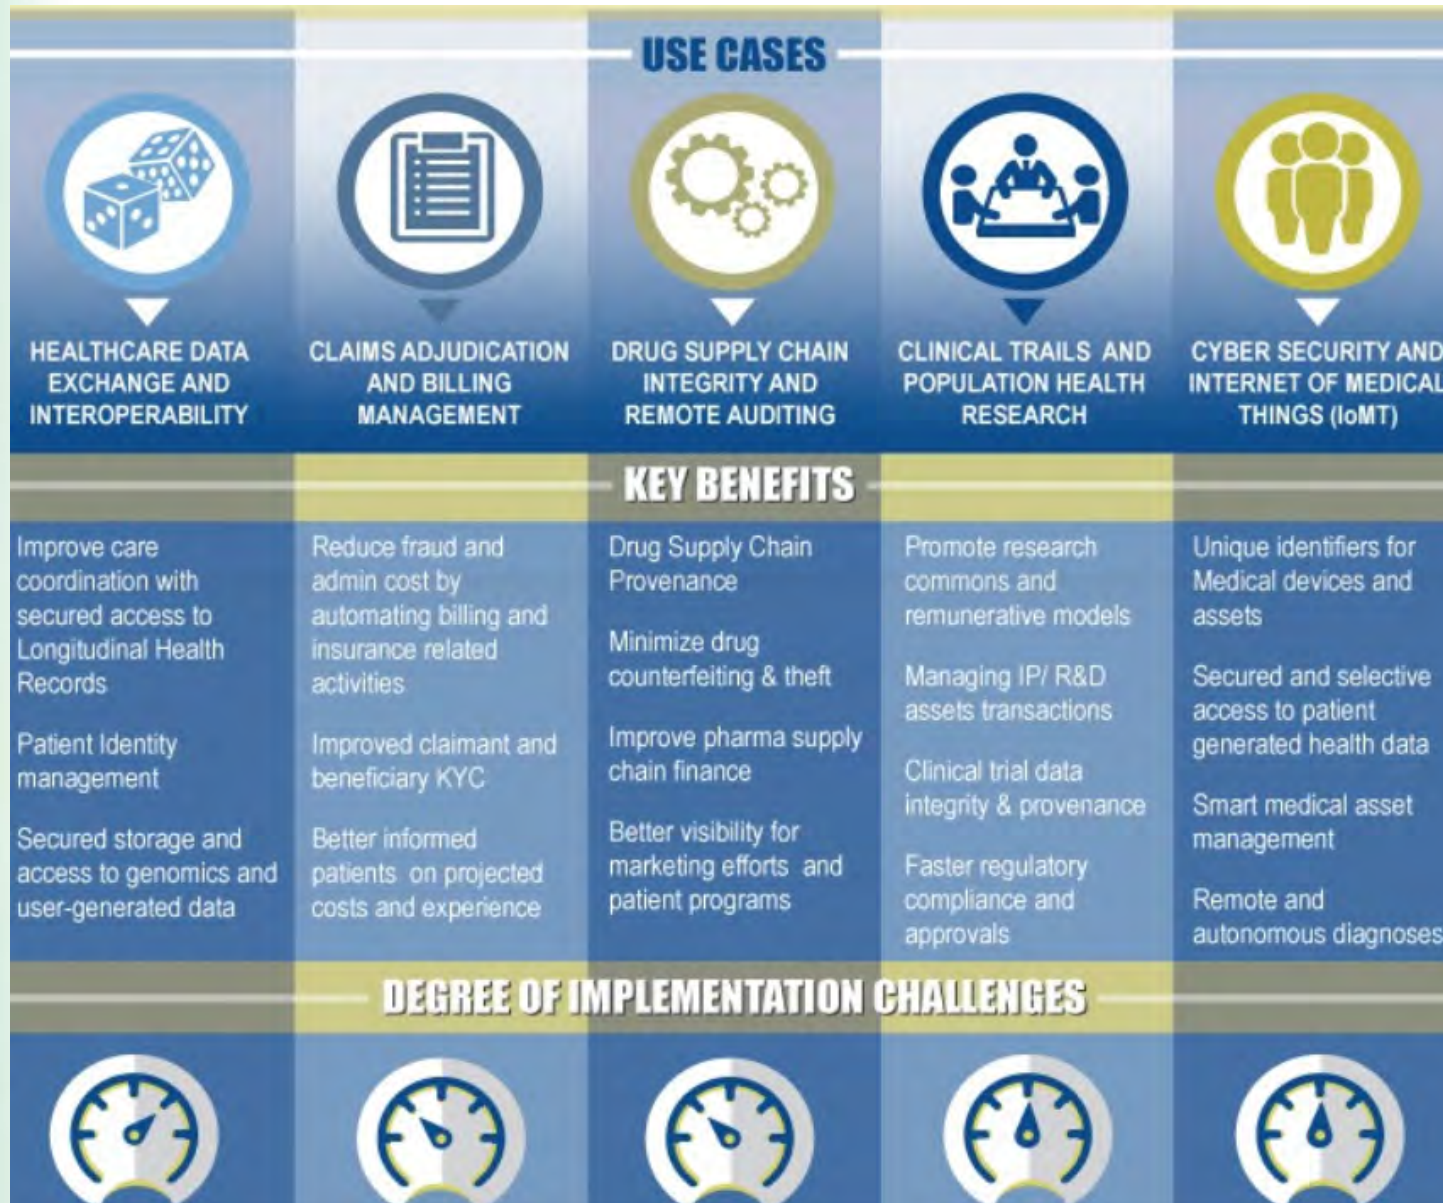 USE CASES
HEALTHCARE DATA
EXCHANGE AND
INTEROPERABILITY
CLAIMS ADJUDICATION
AND BILLING
MANAGEMENT
DRUG SUPPLY CHAIN
INTEGRITY AND
REMOTE AUDITING
CLINICAL TRAILS AND
POPULATION HEALTH
RESEARCH
CYBER SECURITY AND
INTERNET OF MEDICAL
THINGS (IoMT)
KEY BENEFITS
Improve care
coordination with
secured access to
Longitudinal Health
Records
Patient Identity
management
Secured storage and
access to genomics and
user-generated data
Reduce fraud and
admin cost by
automating billing and
insurance related
activities
Improved claimant and
beneficiary KYC
Better informed
patients on projected
costs and experience
Drug Supply Chain
Provenance
Minimize drug
counterfeiting & theft
Improve pharma supply
chain finance
Better visibility for
marketing efforts and
patient programs
Promote research
commons and
remunerative models
Managing IP/ R&D
assets transactions
Clinical trial data
integrity & provenance
Faster regulatory
compliance and
approvals
Unique identifiers for
Medical devices and
assets
Secured and selective
access to patient
generated health data
Smart medical asset
management
Remote and
autonomous diagnoses
DEGREE OF IMPLEMENTATION CHALLENGES